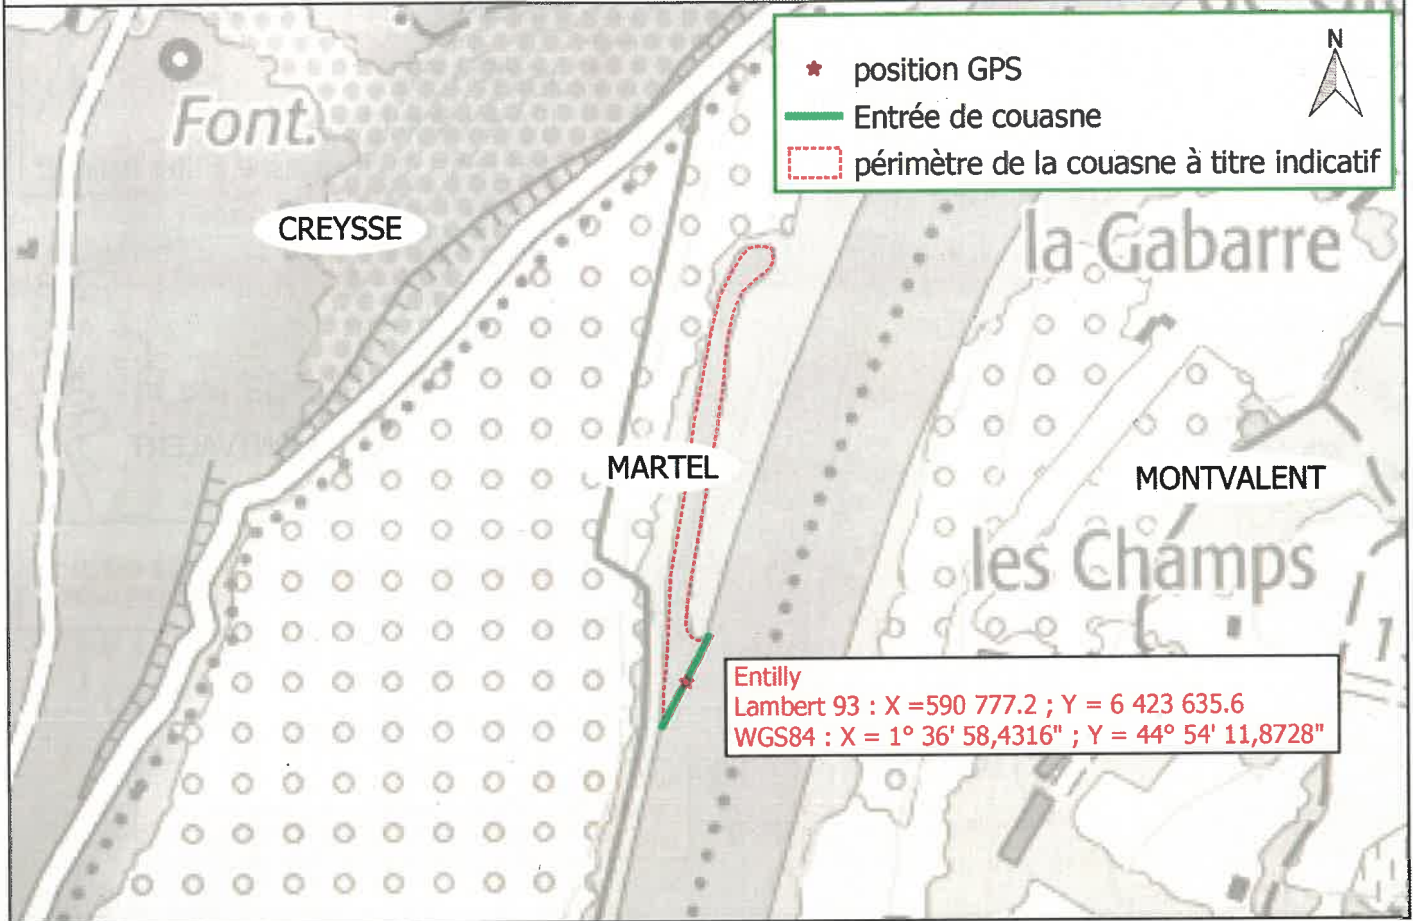 N
position GPS
Entrée de couasne
périmètre de la couasne à titre indicatif
Font.
CREYSSE
la Gabarre
MARTEL
MONTVALENT
les Champs
1
Entilly
Lambert 93 : X =590 777.2 ; Y = 6 423 635.6
WGS84 : X = 1° 36' 58,4316" ; Y = 44° 54' 11,8728"